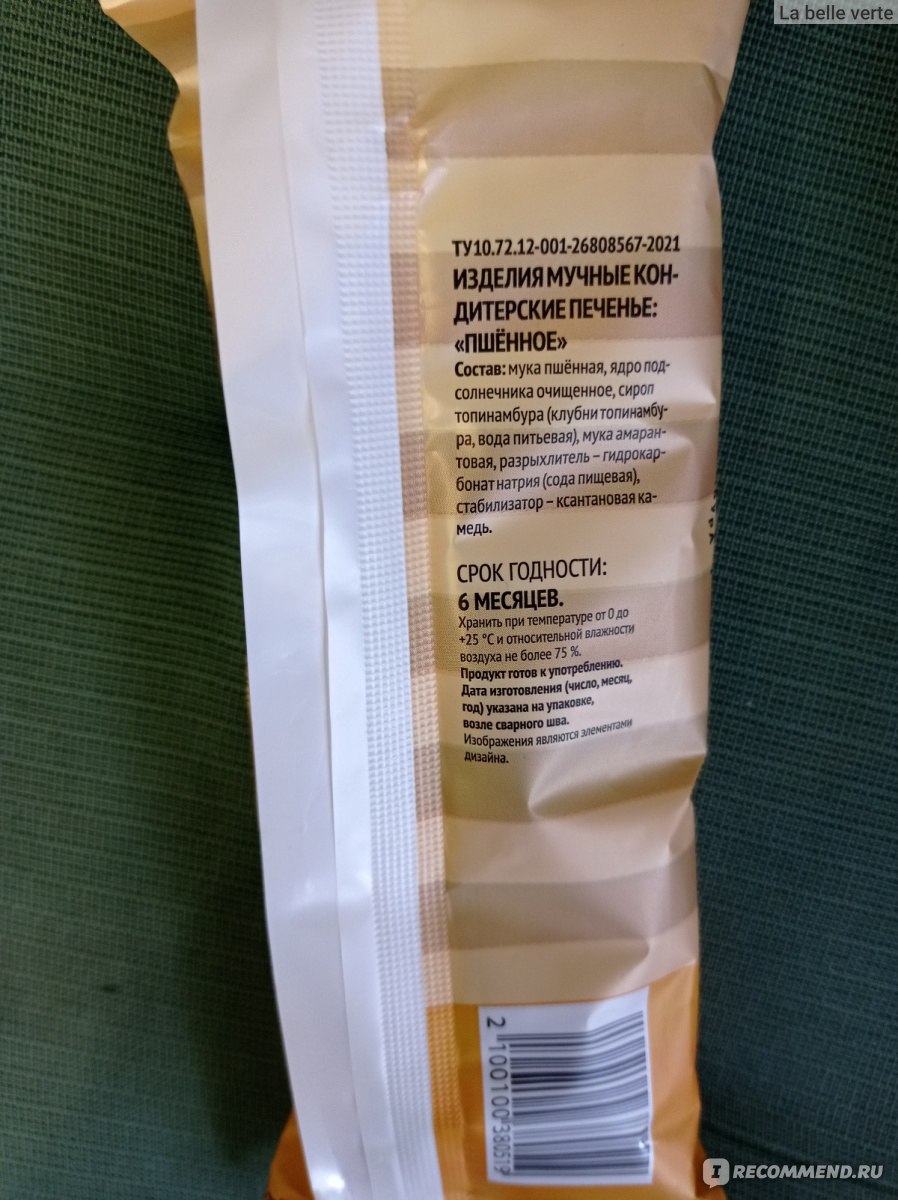 La belle verte
ТУ10.72.12-001-26808567-2021
ИЗДЕЛИЯ МУЧНЫЕ КОН-
ДИТЕРСКИЕ ПЕЧЕНЬЕ:
«ПШЁННОЕ»
Состав: мука пшённая, ядро под-
солнечника очищенное, сироп
топинамбура (клубни топинамбу-
ра, вода питьевая), мука амаран-
товая, разрыхлитель – гидрокар-
бонат натрия (сода пищевая),
стабилизатор – ксантановая ка-
медь.
СРОК ГОДНОСТИ:
6 МЕСЯЦЕВ.
Хранить при температуре от 0 до
+25 °С и относительной влажности
воздуха не более 75 %.
Продукт готов к употреблению.
Дата изготовления (число, месяц,
год) указана на упаковке,
возле сварного шва.
Изображения являются элементами
дизайна.
2 100100 380519
IRECOMMEND.RU